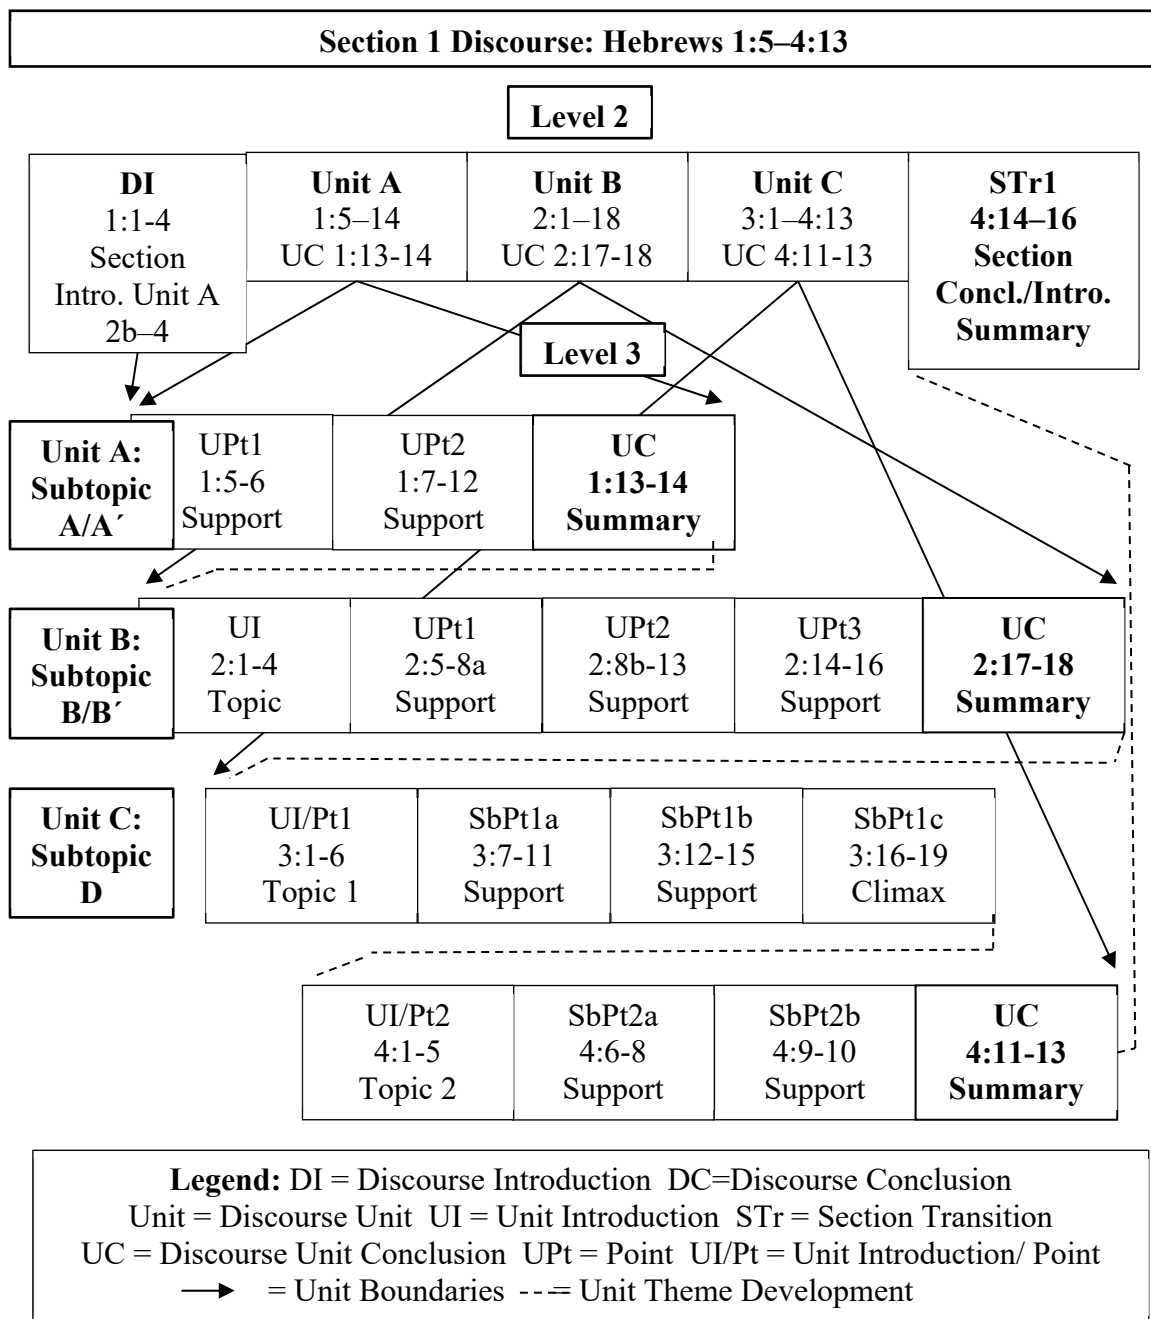 Section 1 Discourse: Hebrews 1:5–4:13
Level 2
DI
1:1-4
Section
Intro. Unit A
2b–4
Unit A
1:5–14
UC 1:13-14
Unit B
2:1–18
UC 2:17-18
Unit C
3:1–4:13
UC 4:11-13
STr1
4:14–16
Section
Concl./Intro.
Summary
Level 3
Unit A:
Subtopic
A/A´
UPt1
1:5-6
Support
UPt2
1:7-12
Support
UC
1:13-14
Summary
Unit B:
Subtopic
B/B´
UI
2:1-4
Topic
UPt1
2:5-8a
Support
UPt2
2:8b-13
Support
UPt3
2:14-16
Support
UC
2:17-18
Summary
Unit C:
Subtopic
D
UI/Pt1
3:1-6
Topic 1
SbPt1a
3:7-11
Support
SbPt1b
3:12-15
Support
SbPt1c
3:16-19
Climax
UI/Pt2
4:1-5
Topic 2
SbPt2a
4:6-8
Support
SbPt2b
4:9-10
Support
UC
4:11-13
Summary
Legend: DI = Discourse Introduction DC=Discourse Conclusion
Unit = Discourse Unit UI = Unit Introduction STr = Section Transition
UC = Discourse Unit Conclusion UPt = Point UI/Pt = Unit Introduction/ Point
= Unit Boundaries = Unit Theme Development